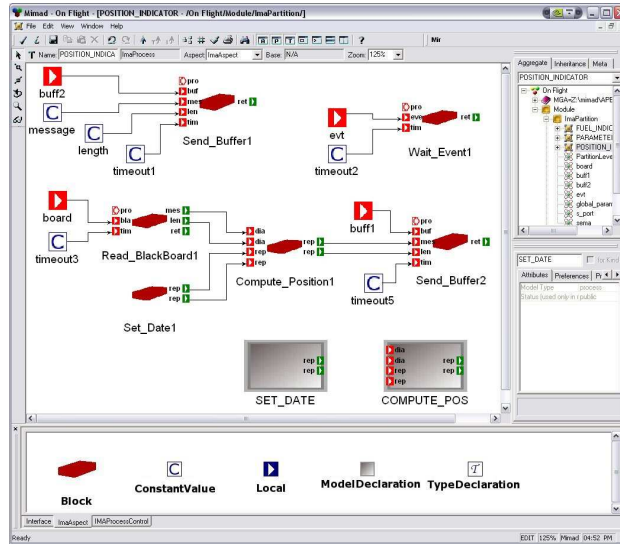 Mimad - On Flight - [POSITION_INDICATOR - /On Flight/Module/ImaPartition/]
File Edit View Window Help
Mir
Name: POSITION_INDICA ImaProcess Aspect: ImaAspect Base: N/A Zoom: 125%
Aggregate Inheritance Meta
POSITION_INDICATOR
On Flight
Module
ImaPartition
FUEL_INDIC
PARAMETEI
POSITION_I
PartitionLeve
board
buff1
buff2
evt
global_param
s_port
sema
SET_DATE
Attributes Preferences
Model Type process
Status (used only in public
buff2
message
length
timeout1
pro
buf
mes
len
tim
ret
Send_Buffer1
evt
timeout2
pro
eve
tim
ret
Wait_Event1
board
timeout3
pro
bla
tim
mes
len
ret
Read_BlackBoard1
rep
rep
Set_Date1
dia
dia
rep
rep
rep
rep
Compute_Position1
buff1
timeout5
pro
buf
mes
len
tim
ret
Send_Buffer2
rep
rep
SET_DATE
dia
dia
rep
rep
rep
rep
COMPUTE_POS
Block
ConstantValue
Local
ModelDeclaration
TypeDeclaration
Interface ImaAspect IMAProcessControl
Ready
EDIT 125% Mimad 04:52 PM